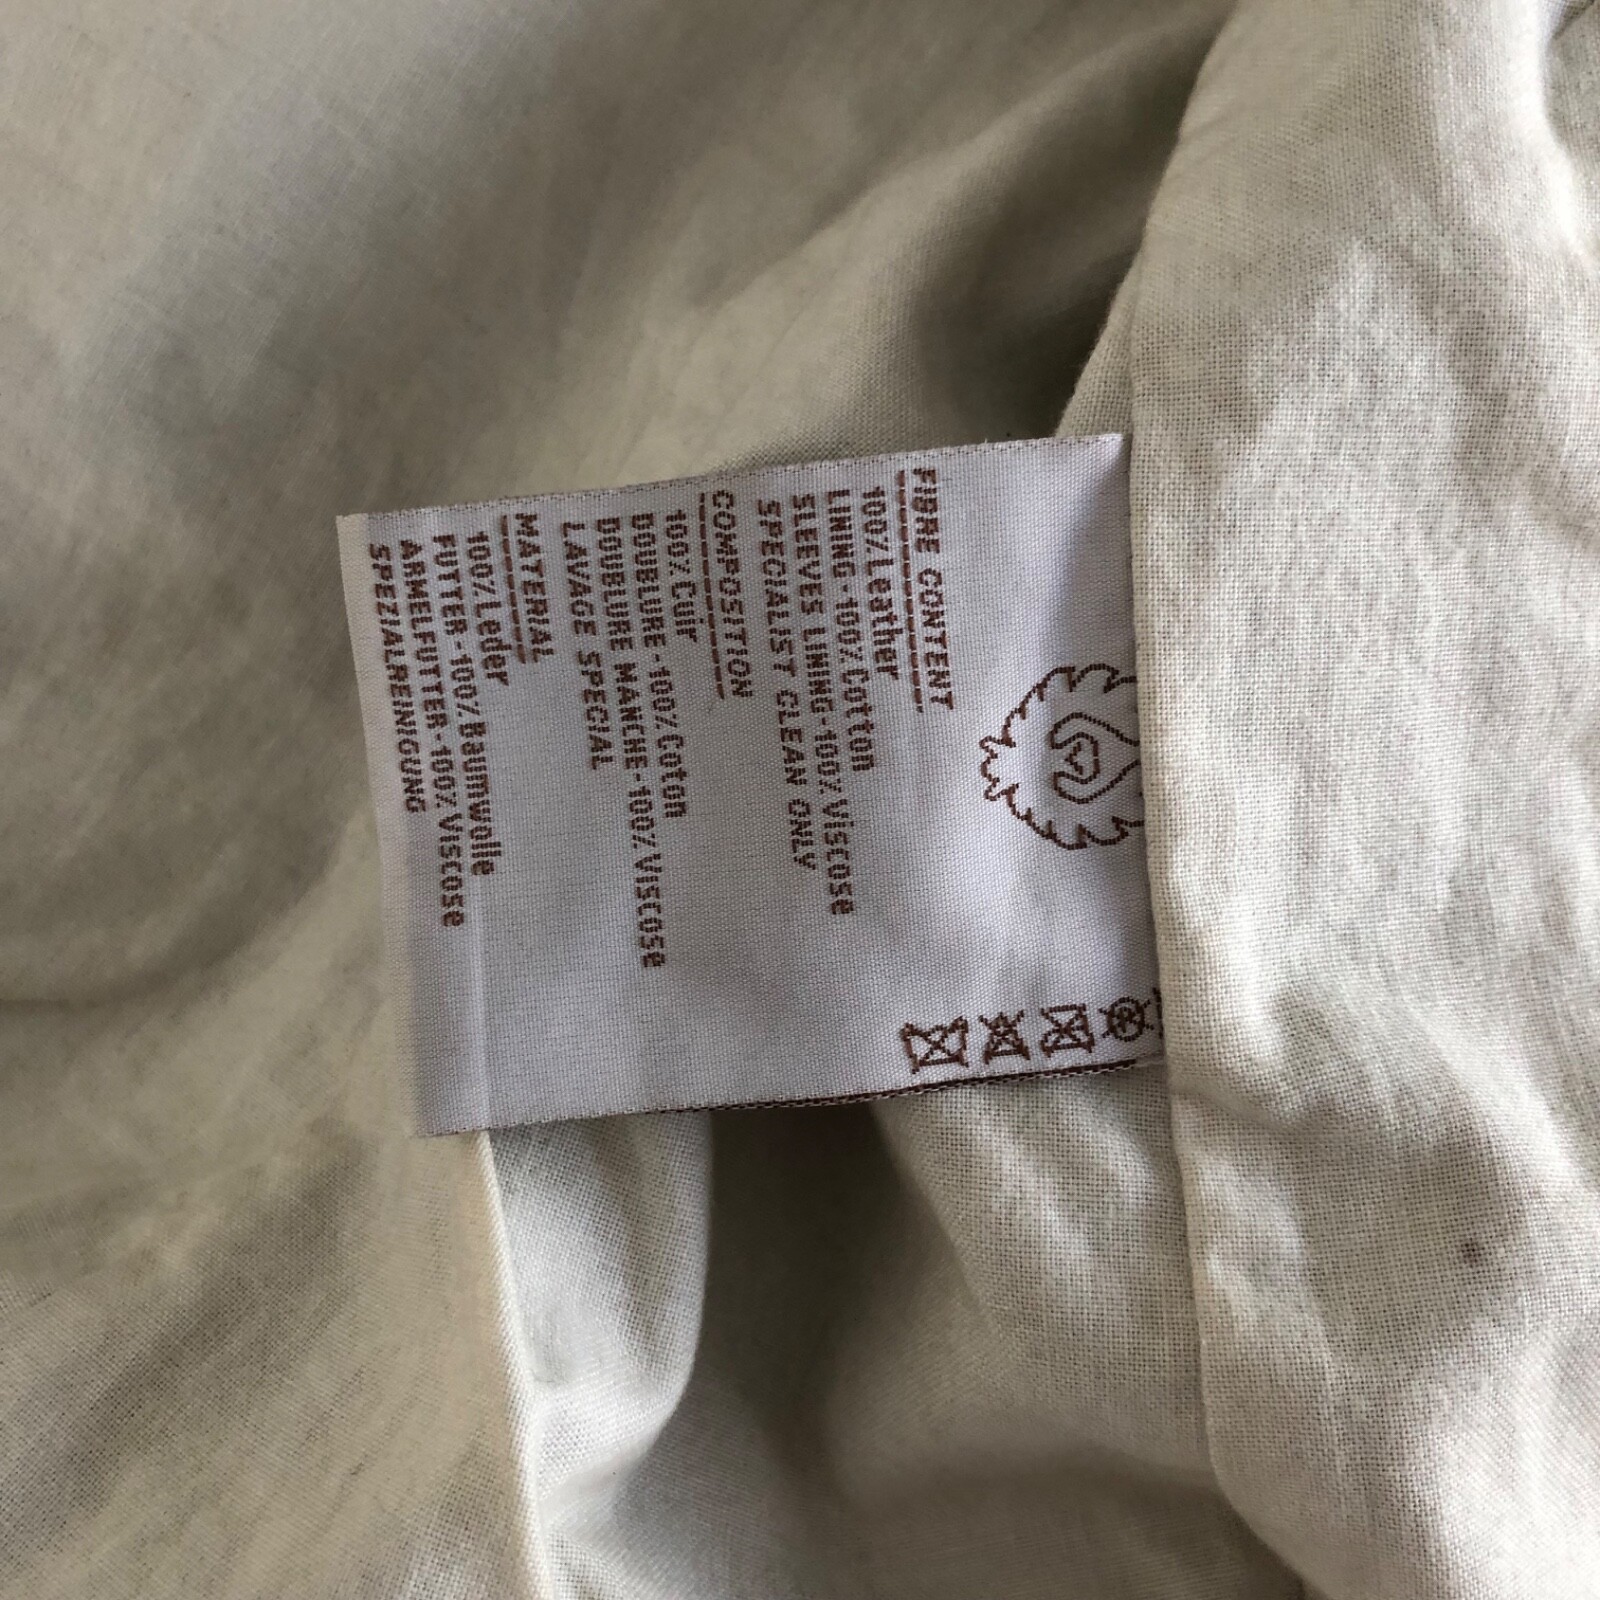 FIBRE CONTENT
100% Leather
LINING-100% Cotton
SLEEVES LINING-100% Viscose
SPECIALIST CLEAN ONLY
COMPOSITION
100% Cuir
DOUBLURE-100% Coton
DOUBLURE MANCHE-100% Viscose
LAVAGE SPECIAL
MATERIAL
100% Leder
FUTTER-100% Baumwolle
ARMELFUTTER-100% Viscose
SPEZIALREINIGUNG